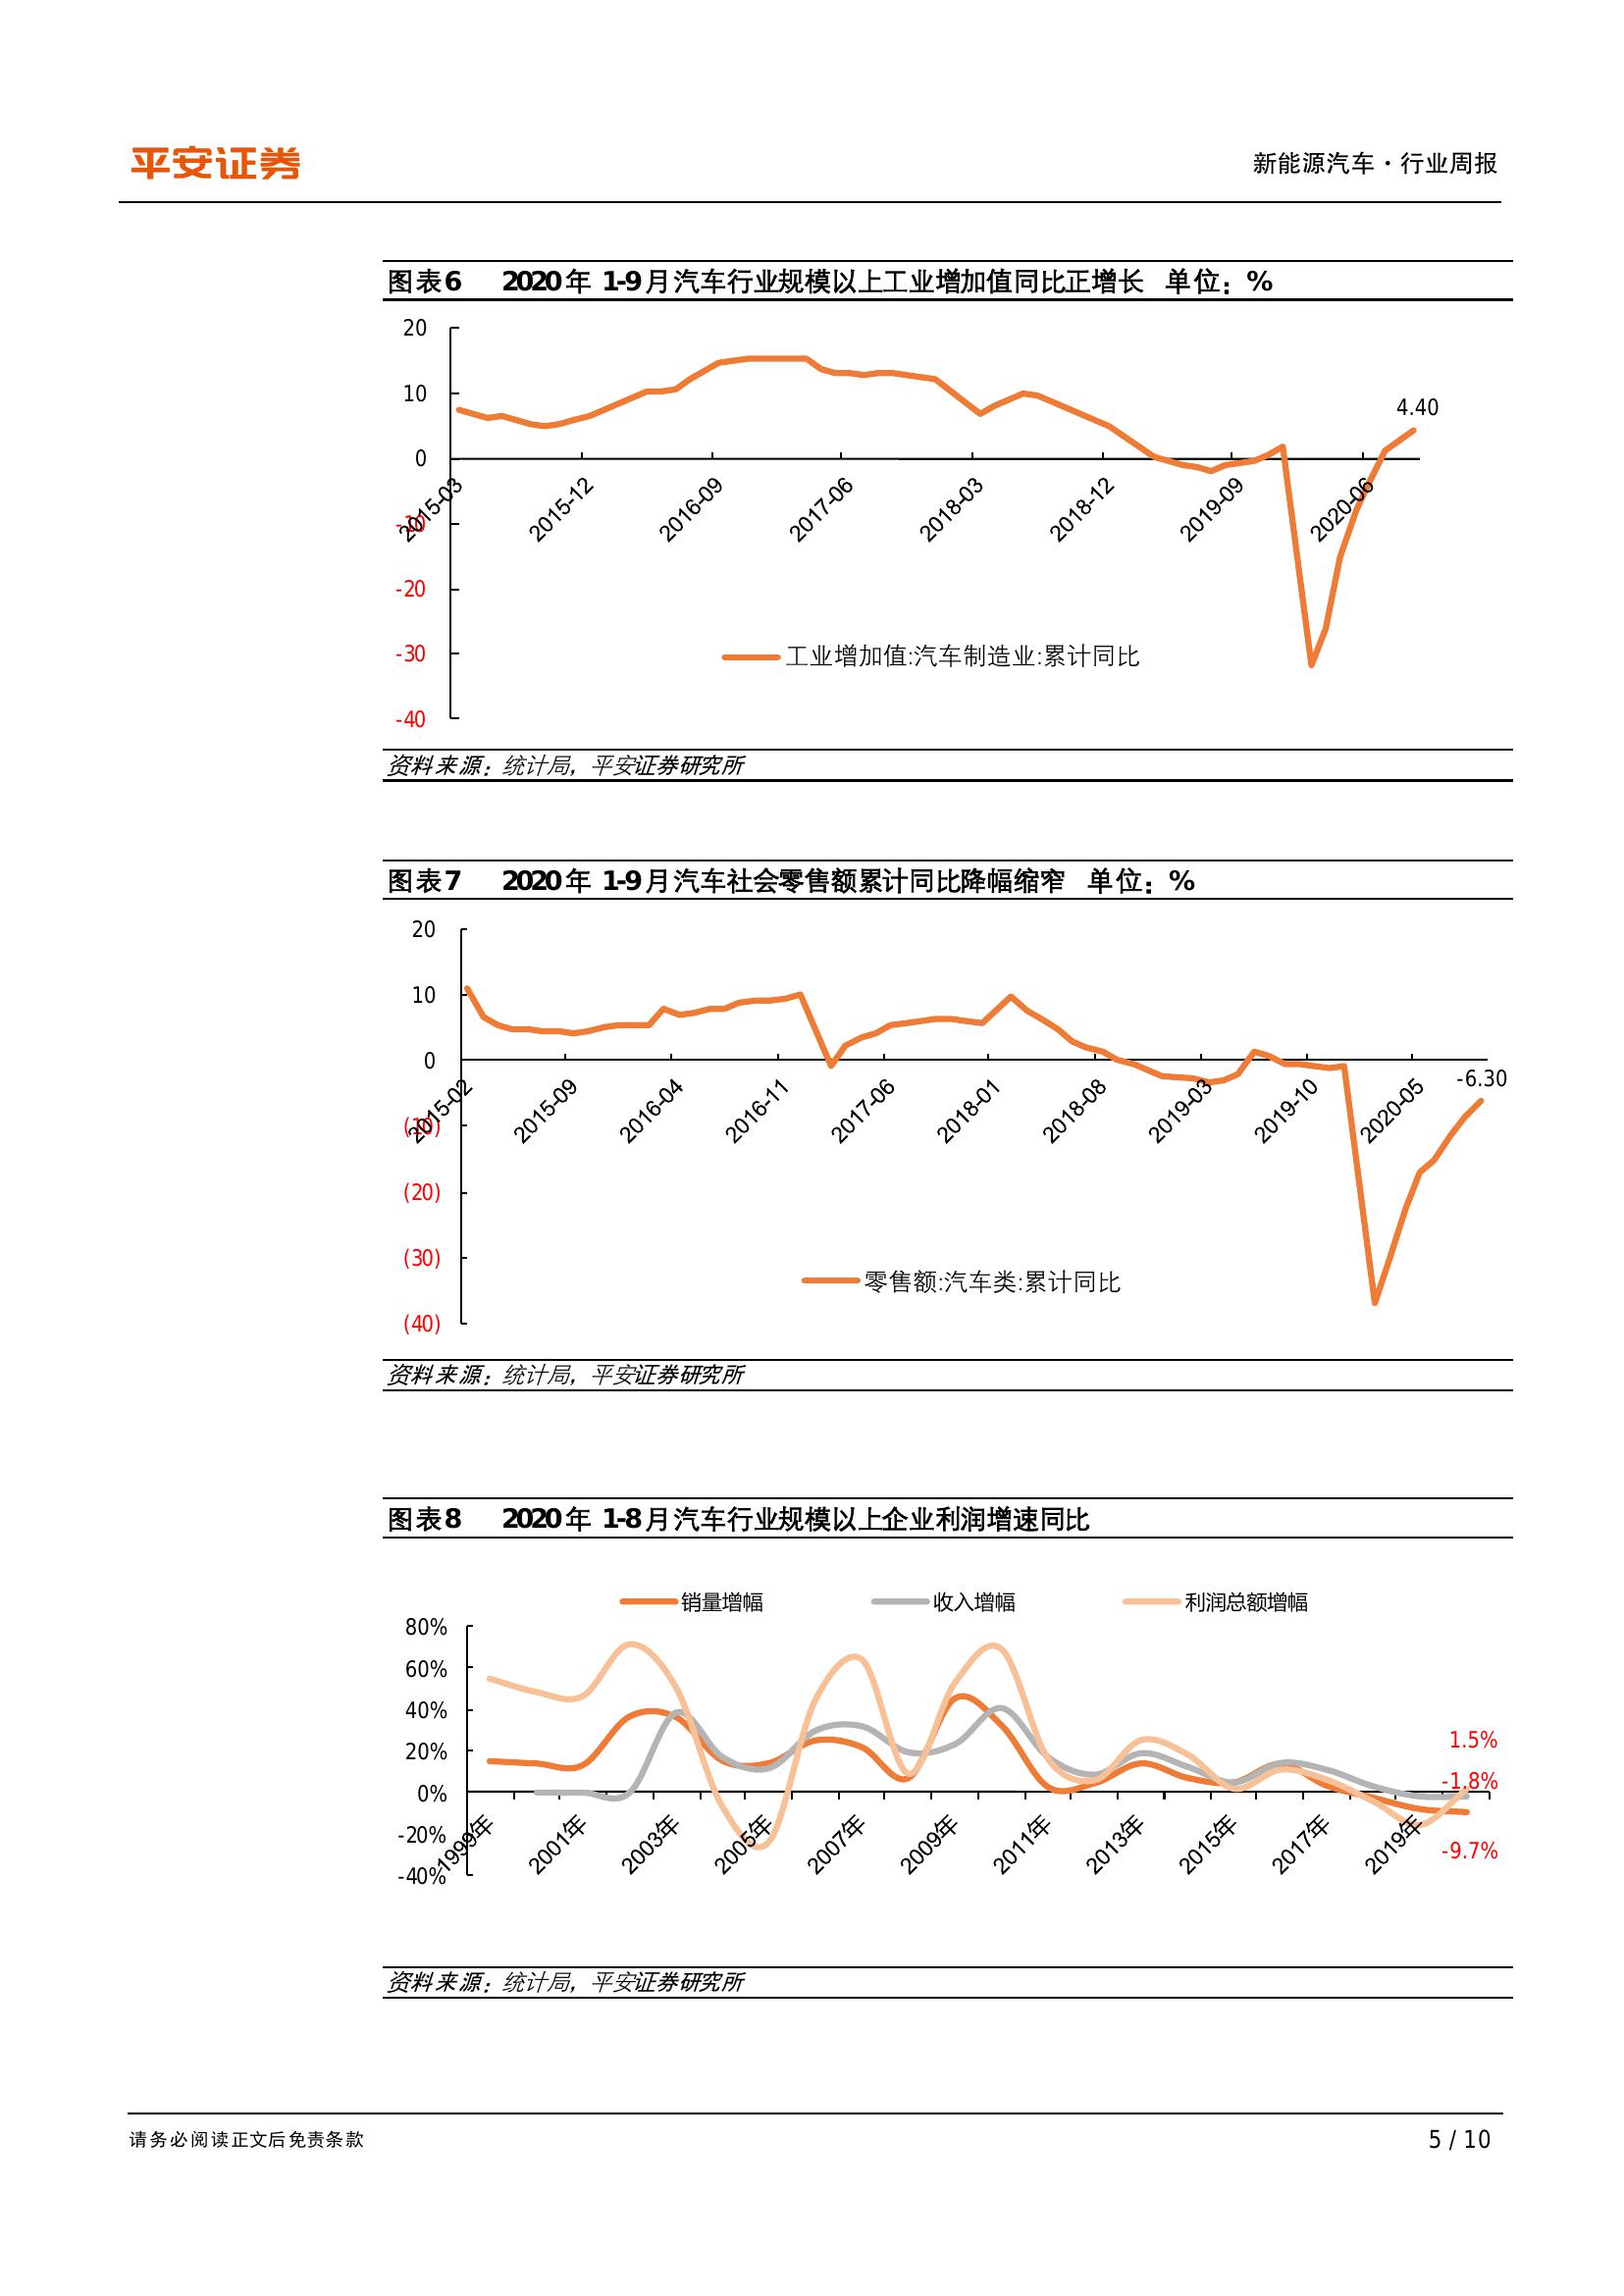 平安证券
新能源汽车·行业周报
图表6 2020年 1-9月汽车行业规模以上工业增加值同比正增长 单位：%
20
10
0
-10
-20
-30
-40
2015-03
2015-12
2016-09
2017-06
2018-03
2018-12
2019-09
2020-06
4.40
工业增加值:汽车制造业:累计同比
资料来源：统计局，平安证券研究所
图表7 2020年 1-9月汽车社会零售额累计同比降幅缩窄 单位：%
20
10
0
(10)
(20)
(30)
(40)
2015-02
2015-09
2016-04
2016-11
2017-06
2018-01
2018-08
2019-03
2019-10
2020-05
-6.30
零售额:汽车类:累计同比
资料来源：统计局，平安证券研究所
图表8 2020年 1-8月汽车行业规模以上企业利润增速同比
销量增幅
收入增幅
利润总额增幅
80%
60%
40%
20%
0%
-20%
-40%
1999年
2001年
2003年
2005年
2007年
2009年
2011年
2013年
2015年
2017年
2019年
1.5%
-1.8%
-9.7%
资料来源：统计局，平安证券研究所
请务必阅读正文后免责条款
5 / 10